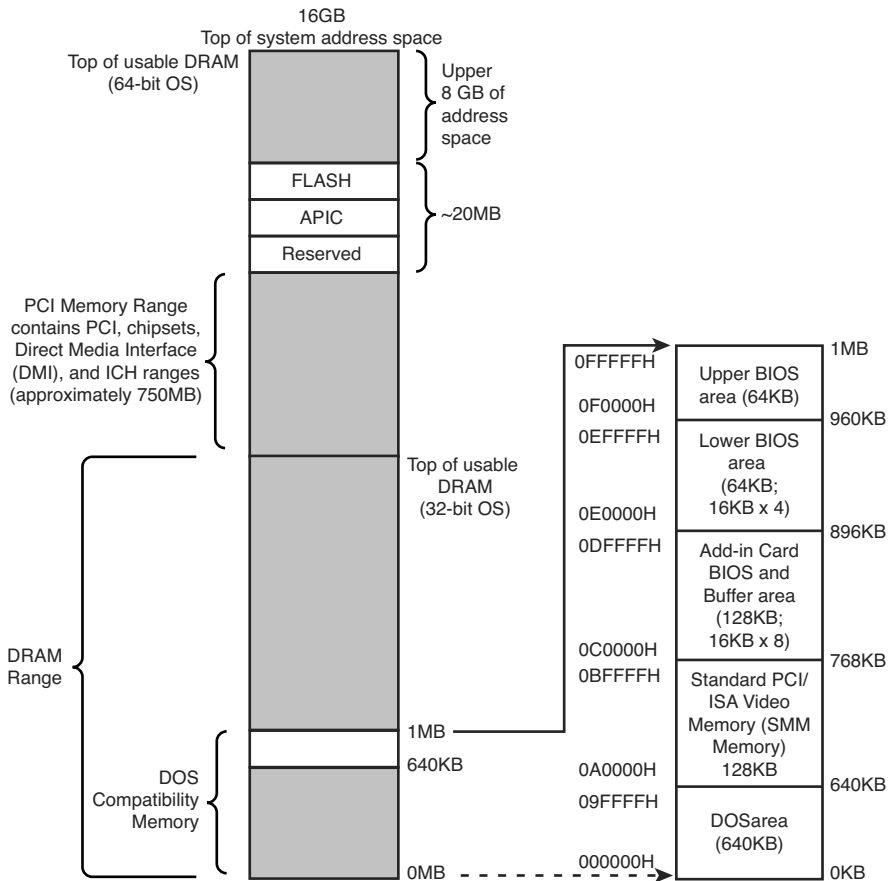 16GB
Top of system address space
Top of usable DRAM
(64-bit OS)
Upper
8 GB of
address
space
FLASH
APIC
Reserved
~20MB
PCI Memory Range
contains PCI, chipsets,
Direct Media Interface
(DMI), and ICH ranges
(approximately 750MB)
Top of usable
DRAM
(32-bit OS)
DRAM
Range
1MB
640KB
DOS
Compatibility
Memory
0MB
0FFFFFH
0F0000H
0EFFFFH
0E0000H
0DFFFFH
0C0000H
0BFFFFH
0A0000H
09FFFFH
000000H
Upper BIOS
area (64KB)
Lower BIOS
area
(64KB;
16KB x 4)
Add-in Card
BIOS and
Buffer area
(128KB;
16KB x 8)
Standard PCI/
ISA Video
Memory (SMM
Memory)
128KB
DOSarea
(640KB)
1MB
960KB
896KB
768KB
640KB
0KB